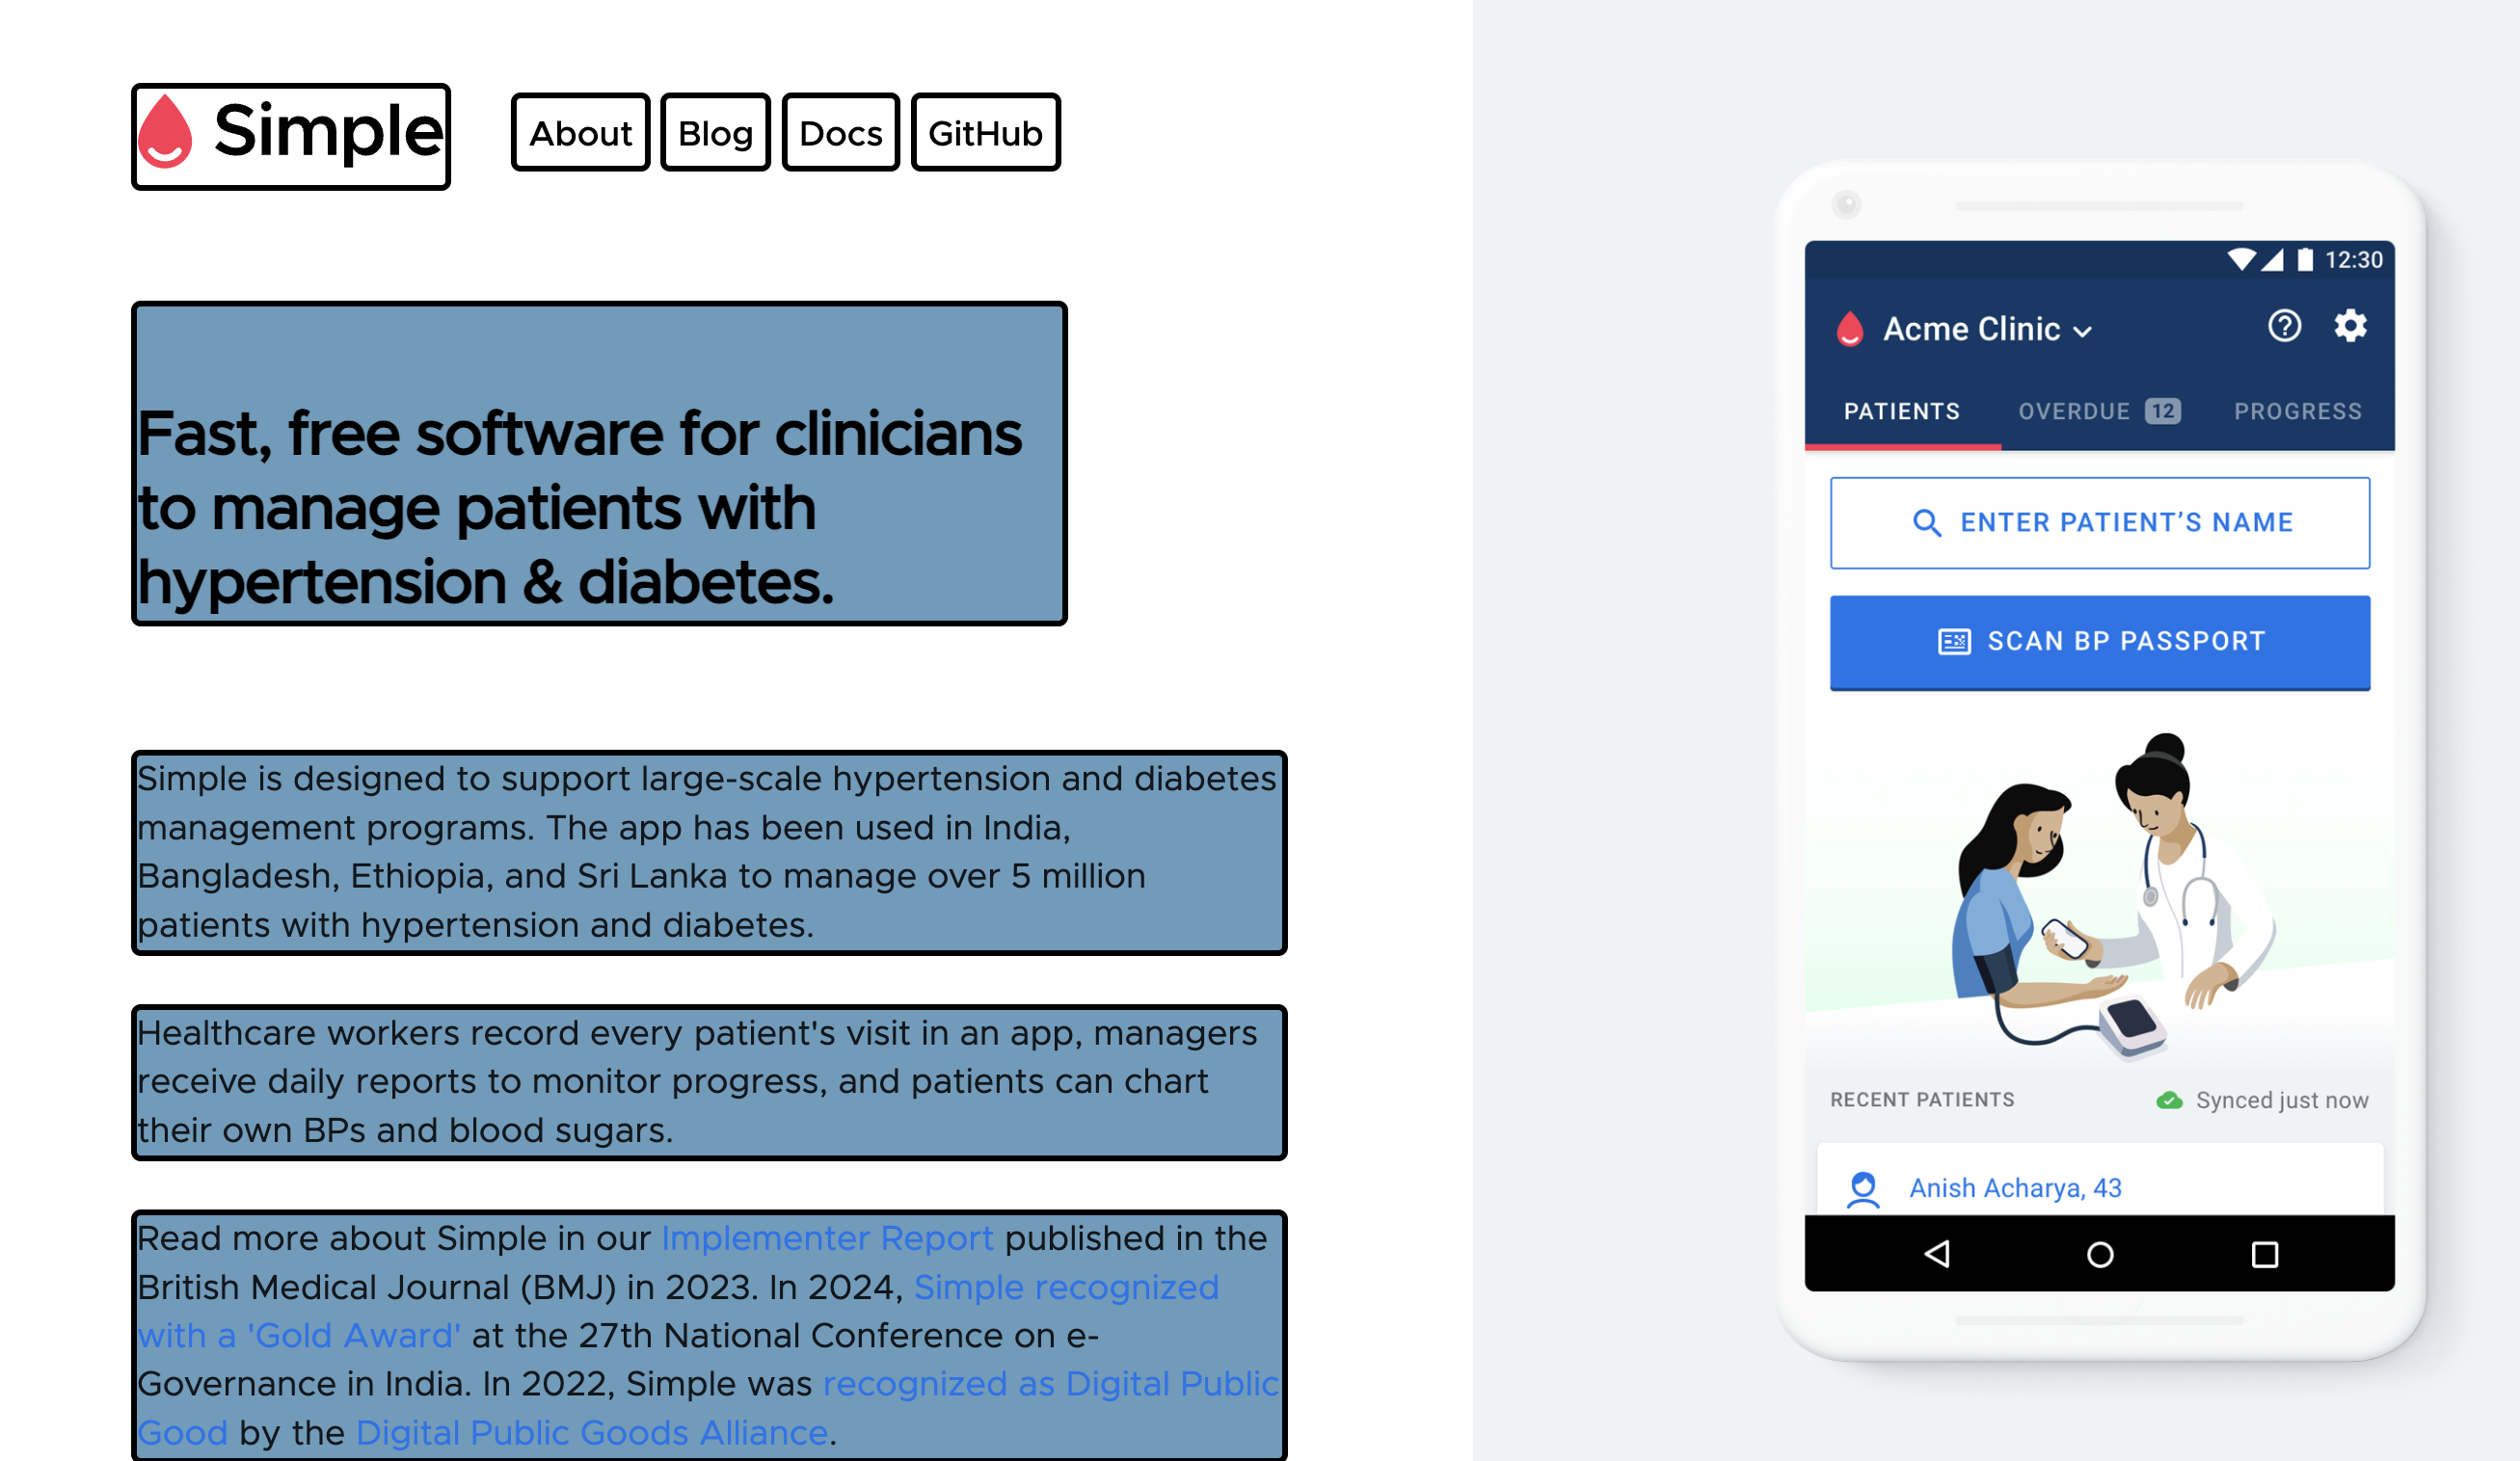 Simple
About
Blog
Docs
GitHub
Fast, free software for clinicians
to manage patients with
hypertension & diabetes.
Simple is designed to support large-scale hypertension and diabetes
management programs. The app has been used in India,
Bangladesh, Ethiopia, and Sri Lanka to manage over 5 million
patients with hypertension and diabetes.
Healthcare workers record every patient's visit in an app, managers
receive daily reports to monitor progress, and patients can chart
their own BPs and blood sugars.
Read more about Simple in our Implementer Report published in the
British Medical Journal (BMJ) in 2023. In 2024, Simple recognized
with a 'Gold Award' at the 27th National Conference on e-
Governance in India. In 2022, Simple was recognized as Digital Public
Good by the Digital Public Goods Alliance.
12:30
Acme Clinic
PATIENTS
OVERDUE 12
PROGRESS
ENTER PATIENT’S NAME
SCAN BP PASSPORT
RECENT PATIENTS
Synced just now
Anish Acharya, 43